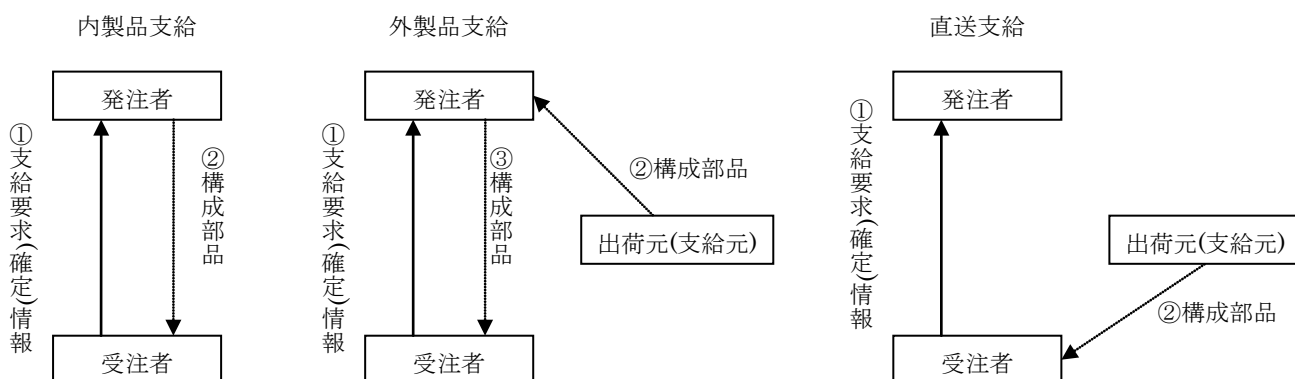 内製品支給
発注者
①支給要求(確定)情報
②構成部品
受注者
外製品支給
発注者
①支給要求(確定)情報
③構成部品
②構成部品
出荷元(支給元)
受注者
直送支給
発注者
①支給要求(確定)情報
出荷元(支給元)
②構成部品
受注者